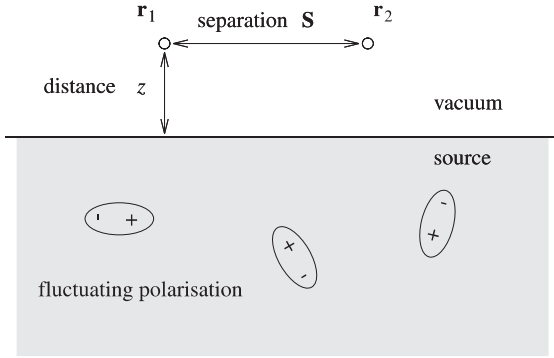 r1 r2
separation S
distance z
vacuum
source
- +
+
-
-
+
fluctuating polarisation